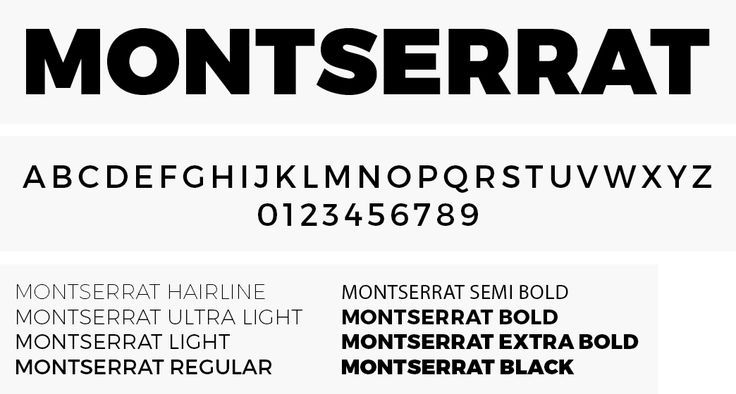 MONTSERRAT
ABCDEFGHIJKLMNOPQRSTUVWXYZ
0123456789
MONTSERRAT HAIRLINE
MONTSERRAT ULTRA LIGHT
MONTSERRAT LIGHT
MONTSERRAT REGULAR
MONTSERRAT SEMI BOLD
MONTSERRAT BOLD
MONTSERRAT EXTRA BOLD
MONTSERRAT BLACK